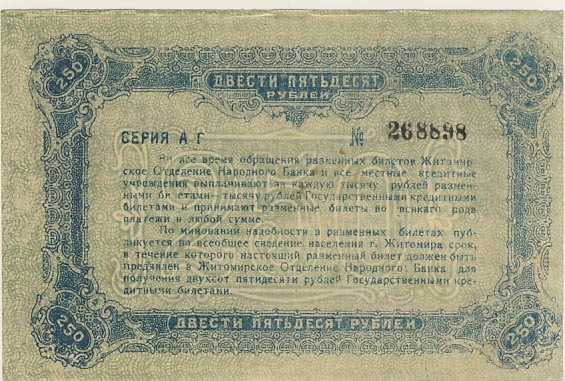 250 250
ДВЕСТИ ПЯТЬДЕСЯТ
РУБЛЕЙ
СЕРИЯ А Г № 268898
Во все время обращения разменных билетов Житомир-
ское Отделение Народного Банка и все местные кредитные
учреждения выплачивают за каждую тысячу рублей размен-
ными билетами—тысячу рублей Государственными кредитными
билетами и принимают разменные билеты во всякаго рода
платежи в любой сумме.
По миновании надобности в разменных билетах пуб-
ликуется во всеобщее сведение населения г. Житомира срок,
в течение которого настоящий разменный билет должен быть
предявлен в Житомирское Отделение Народного Банка для
получения двухсот пятидесяти рублей Государственными кре-
дитными билетами.
250 ДВЕСТИ ПЯТЬДЕСЯТ РУБЛЕЙ 250